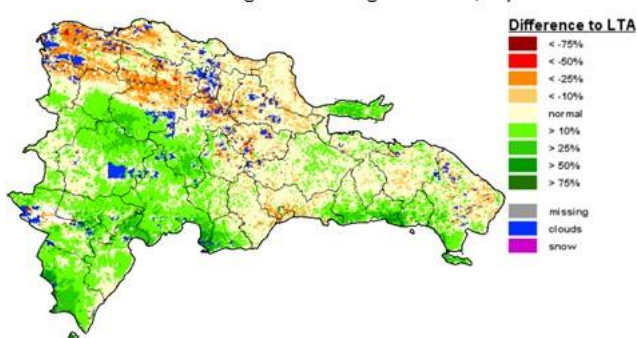 Difference to LTA
< -75%
< -50%
< -25%
< -10%
normal
> 10%
> 25%
> 50%
> 75%
missing
clouds
snow